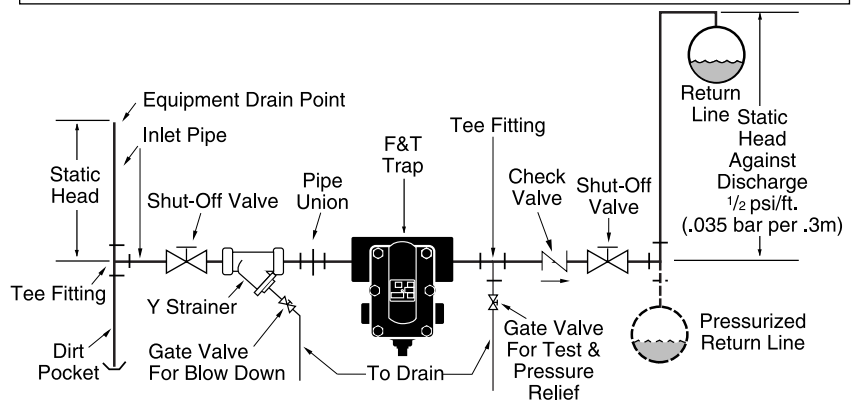 Equipment Drain Point
Inlet Pipe
Static
Head
Shut-Off Valve
Pipe
Union
F&T
Trap
Tee Fitting
Check
Valve
Shut-Off
Valve
Return
Line
Static
Head
Against
Discharge
1/2 psi/ft.
(.035 bar per .3m)
Tee Fitting
Y Strainer
Dirt
Pocket
Gate Valve
For Blow Down
To Drain
Gate Valve
For Test &
Pressure
Relief
Pressurized
Return Line